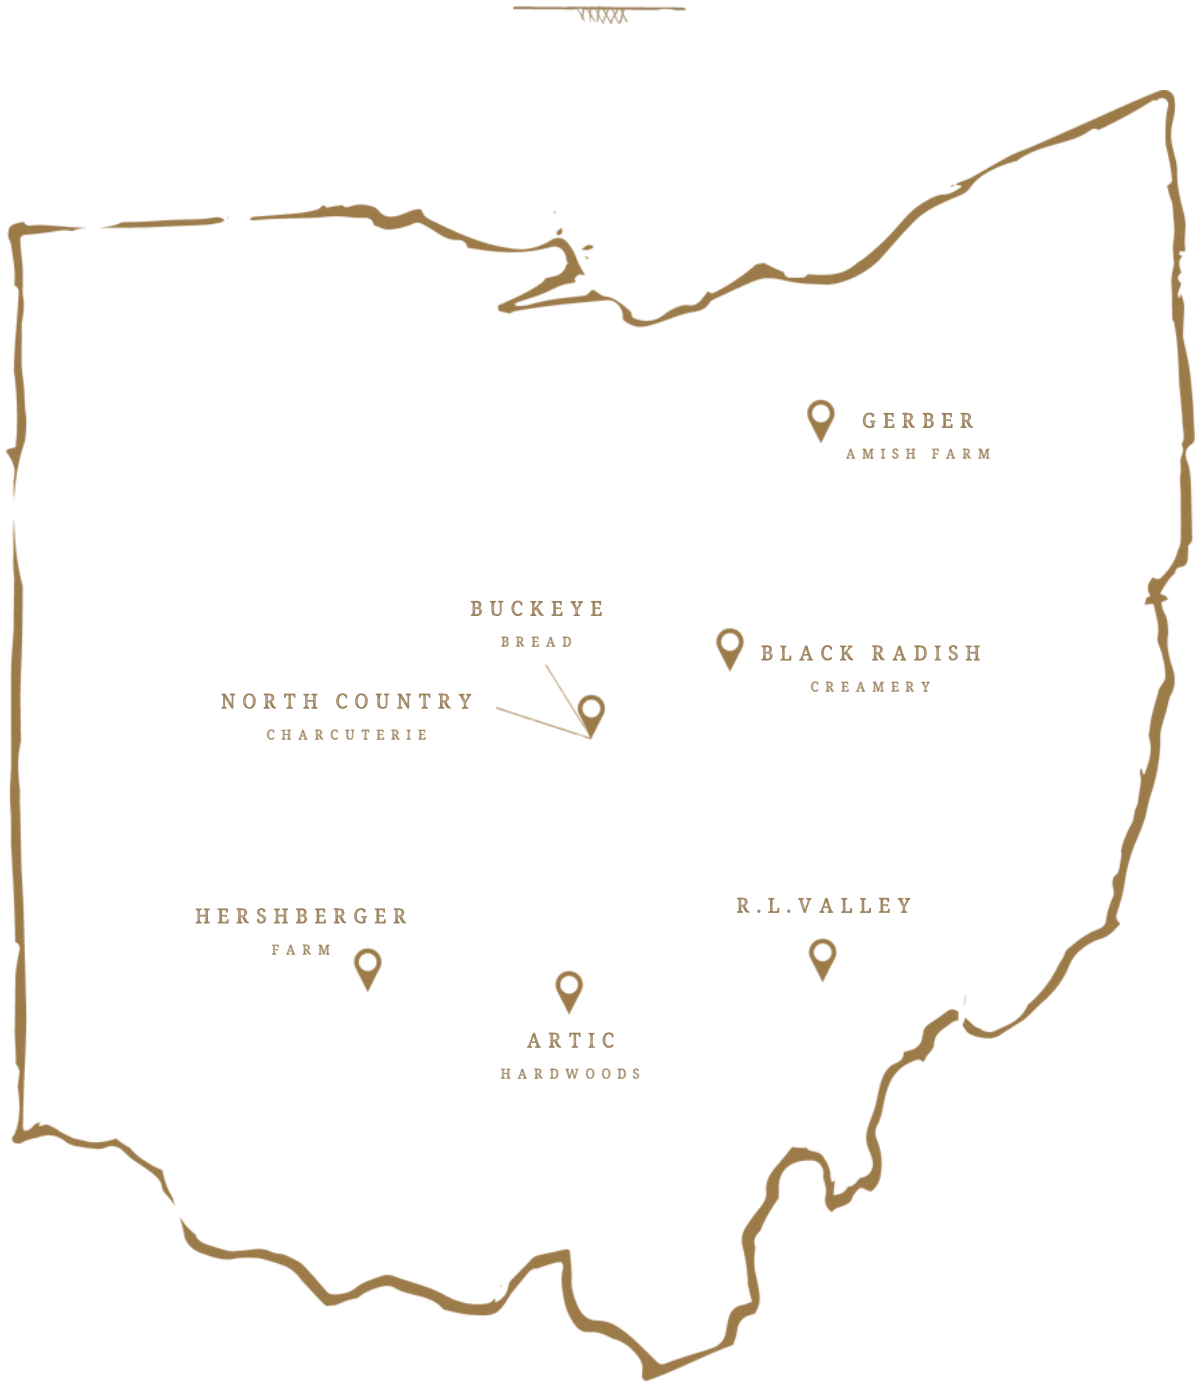 GERBER
AMISH FARM
BUCKEYE
BREAD
BLACK RADISH
CREAMERY
NORTH COUNTRY
CHARCUTERIE
HERSHBERGER
FARM
R.L.VALLEY
ARTIC
HARDWOODS